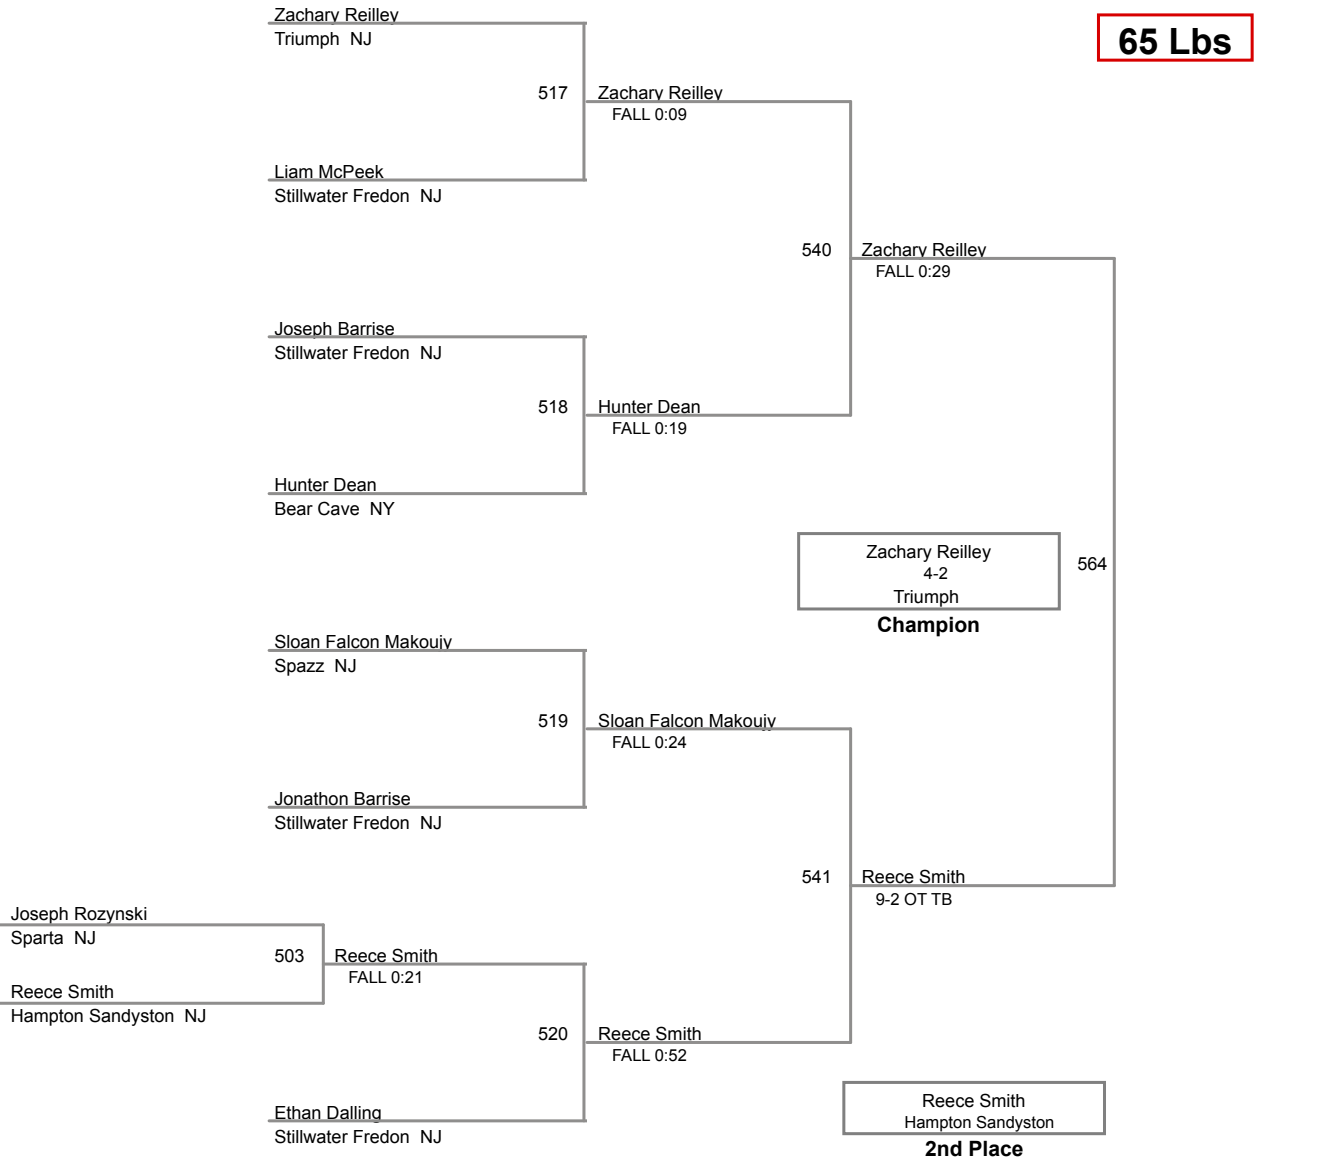 Zachary Reilley
Triumph NJ
65 Lbs
517
Zachary Reilley
FALL 0:09
Liam McPeek
Stillwater Fredon NJ
540
Zachary Reilley
FALL 0:29
Joseph Barrise
Stillwater Fredon NJ
518
Hunter Dean
FALL 0:19
Hunter Dean
Bear Cave NY
Zachary Reilley
4-2
Triumph
Champion
564
Sloan Falcon Makoujy
Spazz NJ
519
Sloan Falcon Makoujy
FALL 0:24
Jonathon Barrise
Stillwater Fredon NJ
541
Reece Smith
9-2 OT TB
Joseph Rozynski
Sparta NJ
503
Reece Smith
FALL 0:21
Reece Smith
Hampton Sandyston NJ
520
Reece Smith
FALL 0:52
Ethan Dalling
Stillwater Fredon NJ
Reece Smith
Hampton Sandyston
2nd Place